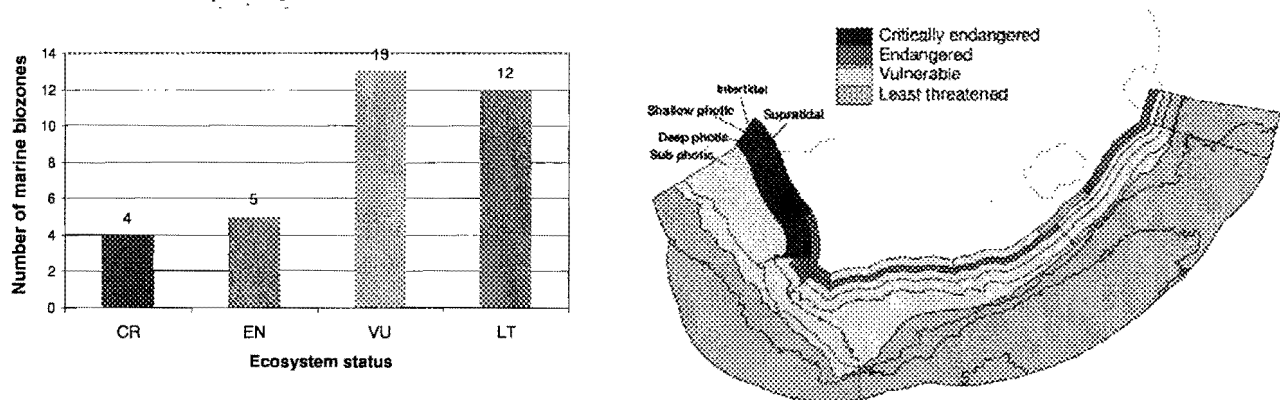 Number of marine biozones
14
12
10
8
6
4
2
0
4
5
13
12
CR
EN
VU
LT
Ecosystem status
Critically endangered
Endangered
Vulnerable
Least threatened
Intertidal
Shallow photic
Supratidal
Deep photic
Sub photic